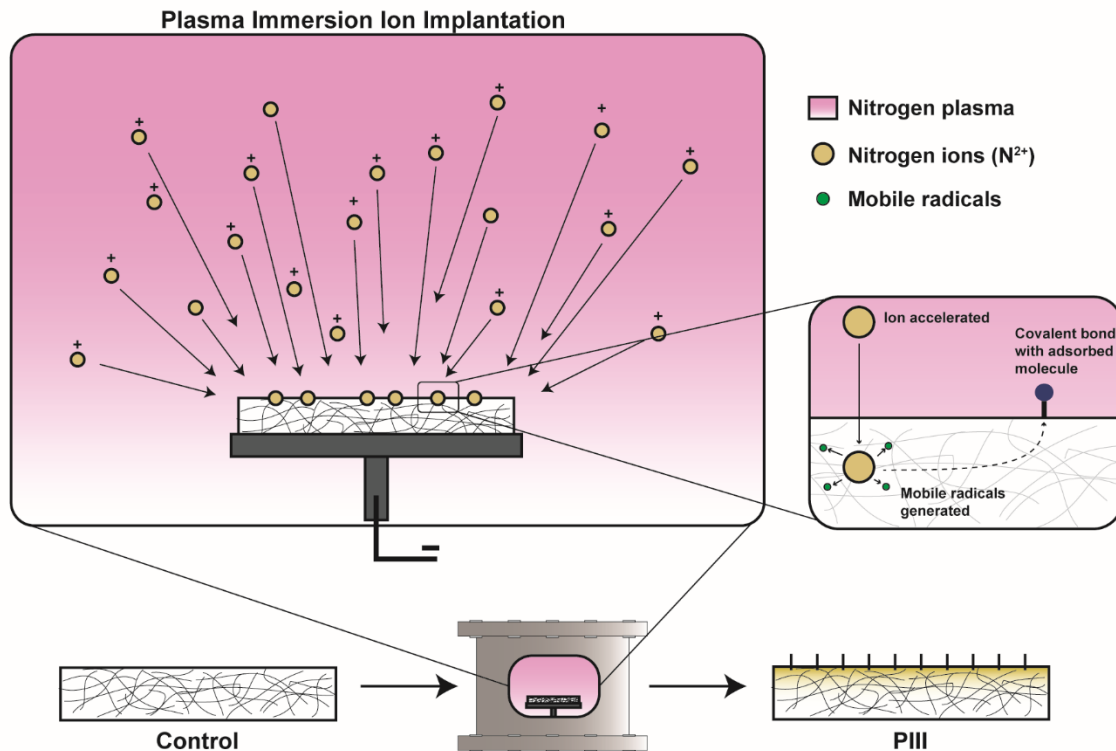 Plasma Immersion Ion Implantation
Nitrogen plasma
Nitrogen ions (N²⁺)
Mobile radicals
Ion accelerated
Covalent bond
with adsorbed
molecule
Mobile radicals
generated
Control
PIII